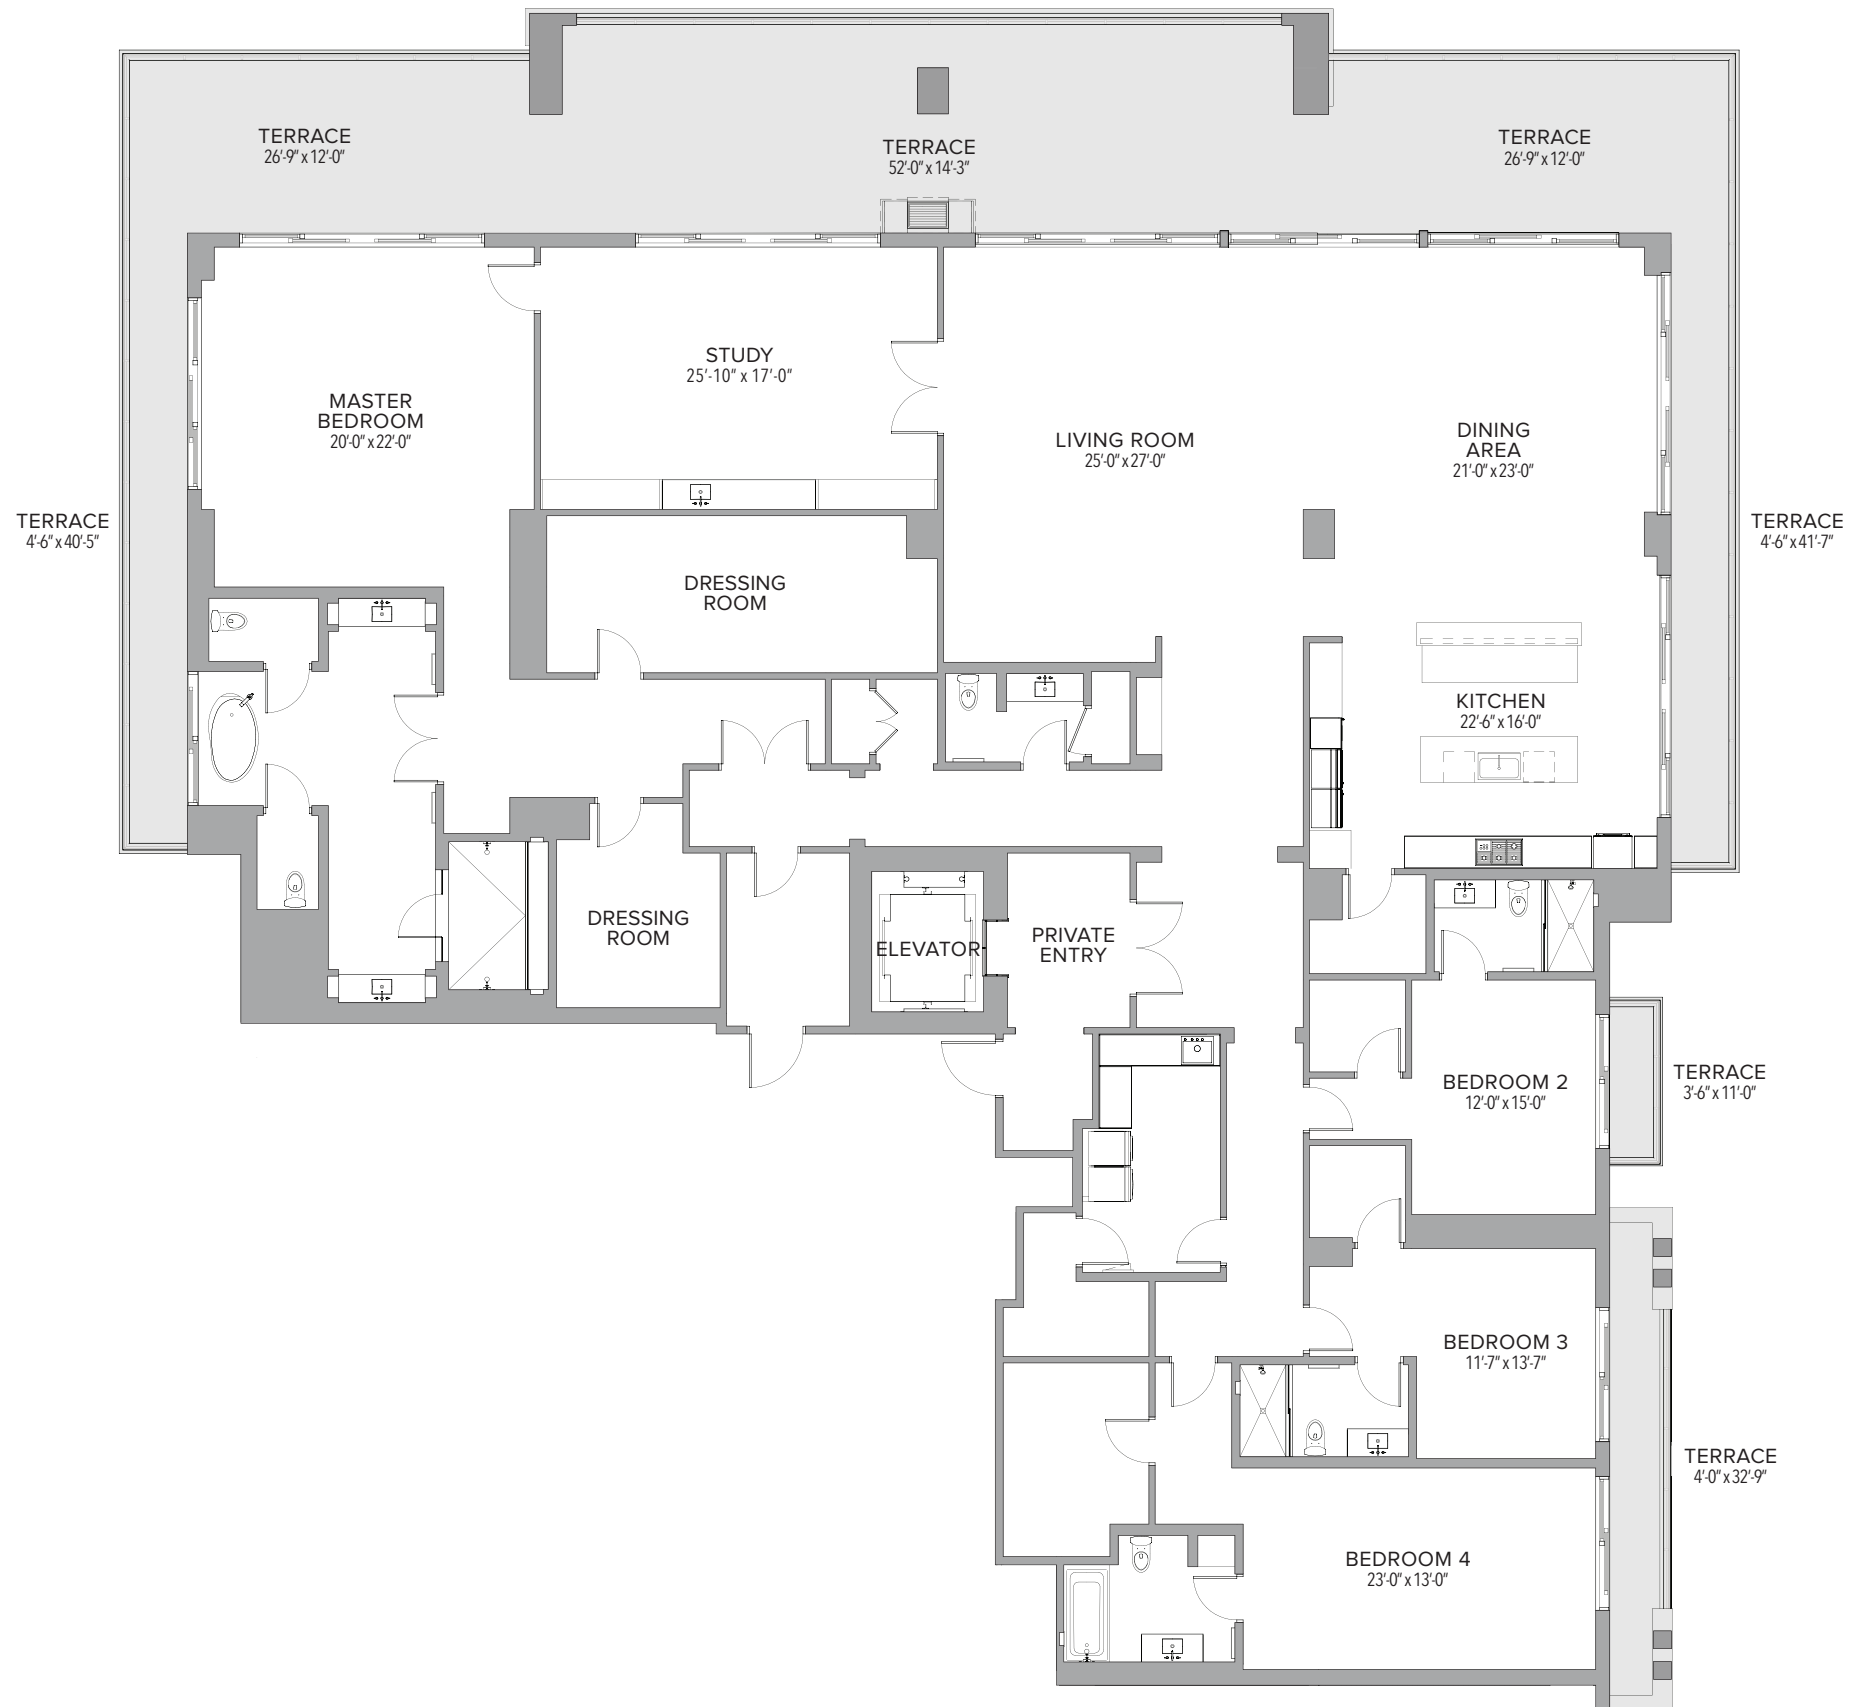 TERRACE
26'-9" x 12'-0"
TERRACE
52'-0" x 14'-3"
TERRACE
26'-9" x 12'-0"
STUDY
25'-10" x 17'-0"
MASTER
BEDROOM
20'-0" x 22'-0"
LIVING ROOM
25'-0" x 27'-0"
DINING
AREA
21'-0" x 23'-0"
TERRACE
4'-6" x 40'-5"
TERRACE
4'-6" x 41'-7"
DRESSING
ROOM
KITCHEN
22'-6" x 16'-0"
DRESSING
ROOM
ELEVATOR
PRIVATE
ENTRY
BEDROOM 2
12'-0" x 15'-0"
TERRACE
3'-6" x 11'-0"
BEDROOM 3
11'-7" x 13'-7"
TERRACE
4'-0" x 32'-9"
BEDROOM 4
23'-0" x 13'-0"